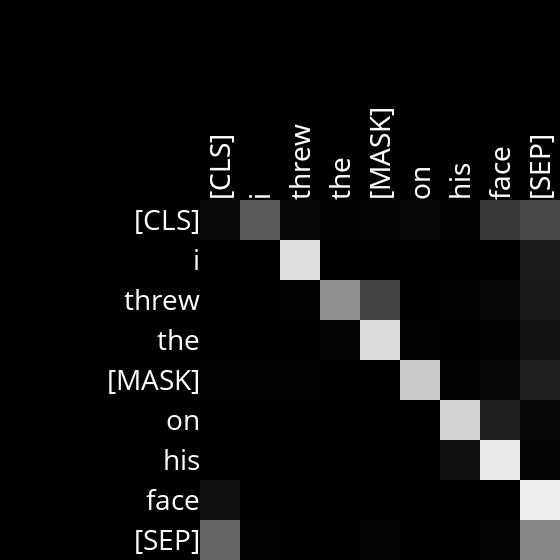 [CLS] i threw the [MASK] on his face [SEP]
[CLS]
i
threw
the
[MASK]
on
his
face
[SEP]